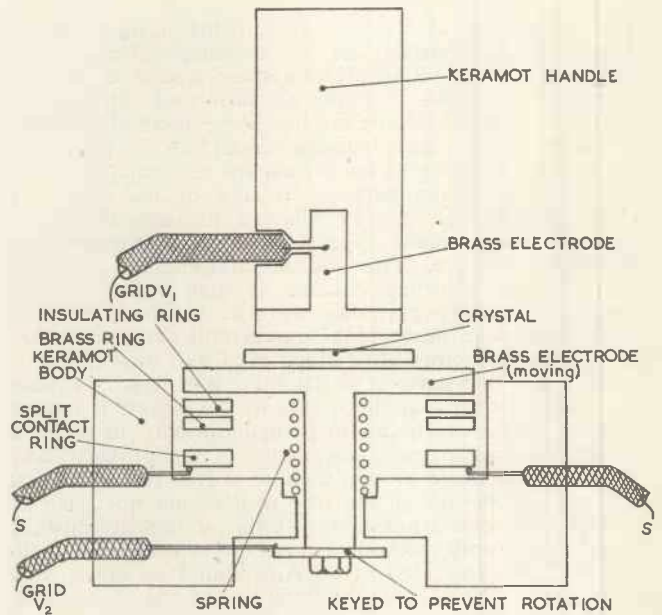 KERAMOT HANDLE
BRASS ELECTRODE
GRID V1
INSULATING RING
BRASS RING
KERAMOT
BODY
SPLIT
CONTACT
RING
CRYSTAL
BRASS ELECTRODE
(moving)
S
S
GRID
V2
SPRING
KEYED TO PREVENT ROTATION